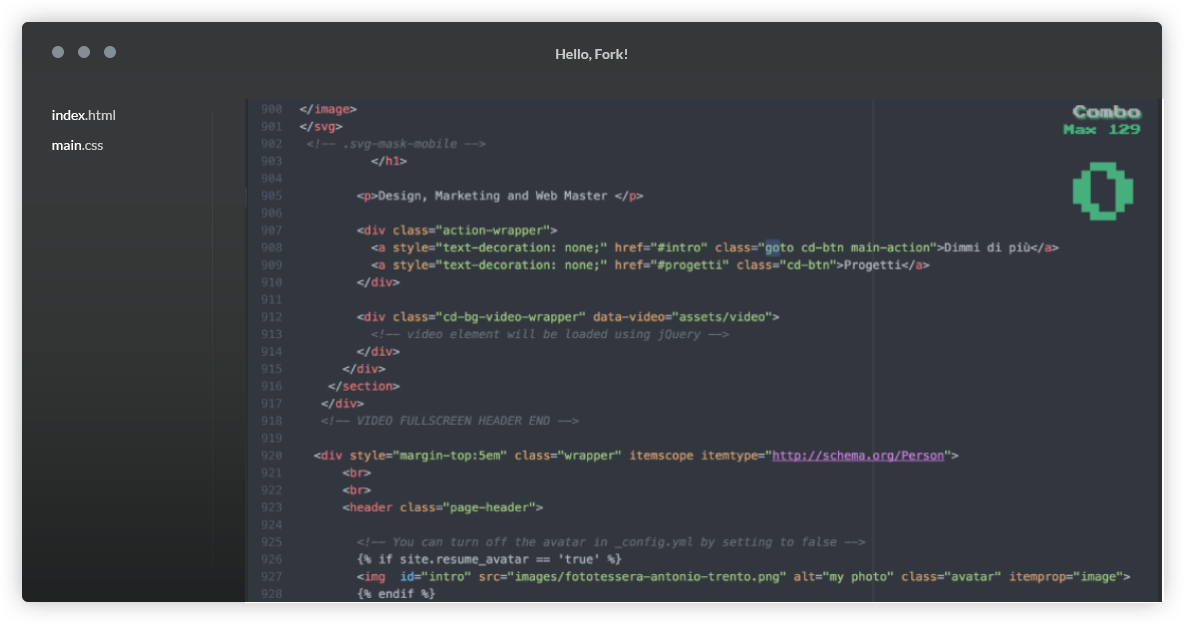 Hello, Fork!
index.html
main.css
Combo
Max 129
0
900 </image>
901 </svg>
902 <!-- .svg-mask-mobile -->
903 </h1>
904
905 <p>Design, Marketing and Web Master </p>
906
907 <div class="action-wrapper">
908 <a style="text-decoration: none;" href="#intro" class="goto cd-btn main-action">Dimmi di più</a>
909 <a style="text-decoration: none;" href="#progetti" class="cd-btn">Progetti</a>
910 </div>
911
912 <div class="cd-bg-video-wrapper" data-video="assets/video">
913 <!-- video element will be loaded using jQuery -->
914 </div>
915 </div>
916 </section>
917 </div>
918 <!-- VIDEO FULLSCREEN HEADER END -->
919
920 <div style="margin-top:5em" class="wrapper" itemscope itemtype="http://schema.org/Person">
921 <br>
922 <br>
923 <header class="page-header">
924
925 <!-- You can turn off the avatar in _config.yml by setting to false -->
926 {% if site.resume_avatar == 'true' %}
927 <img id="intro" src="images/fototessera-antonio-trento.png" alt="my photo" class="avatar" itemprop="image">
928 {% endif %}